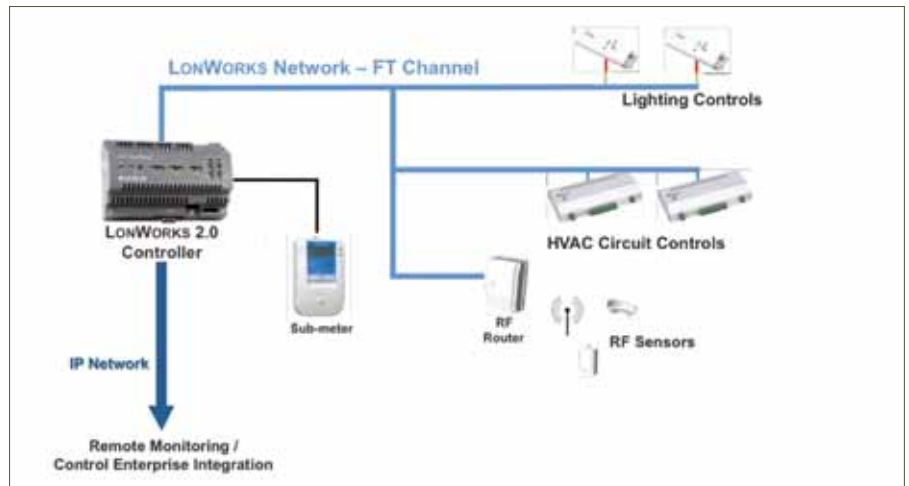 LONWORKS Network – FT Channel
Lighting Controls
LONWORKS 2.0
Controller
HVAC Circuit Controls
Sub-meter
RF
Router
RF Sensors
IP Network
Remote Monitoring /
Control Enterprise Integration